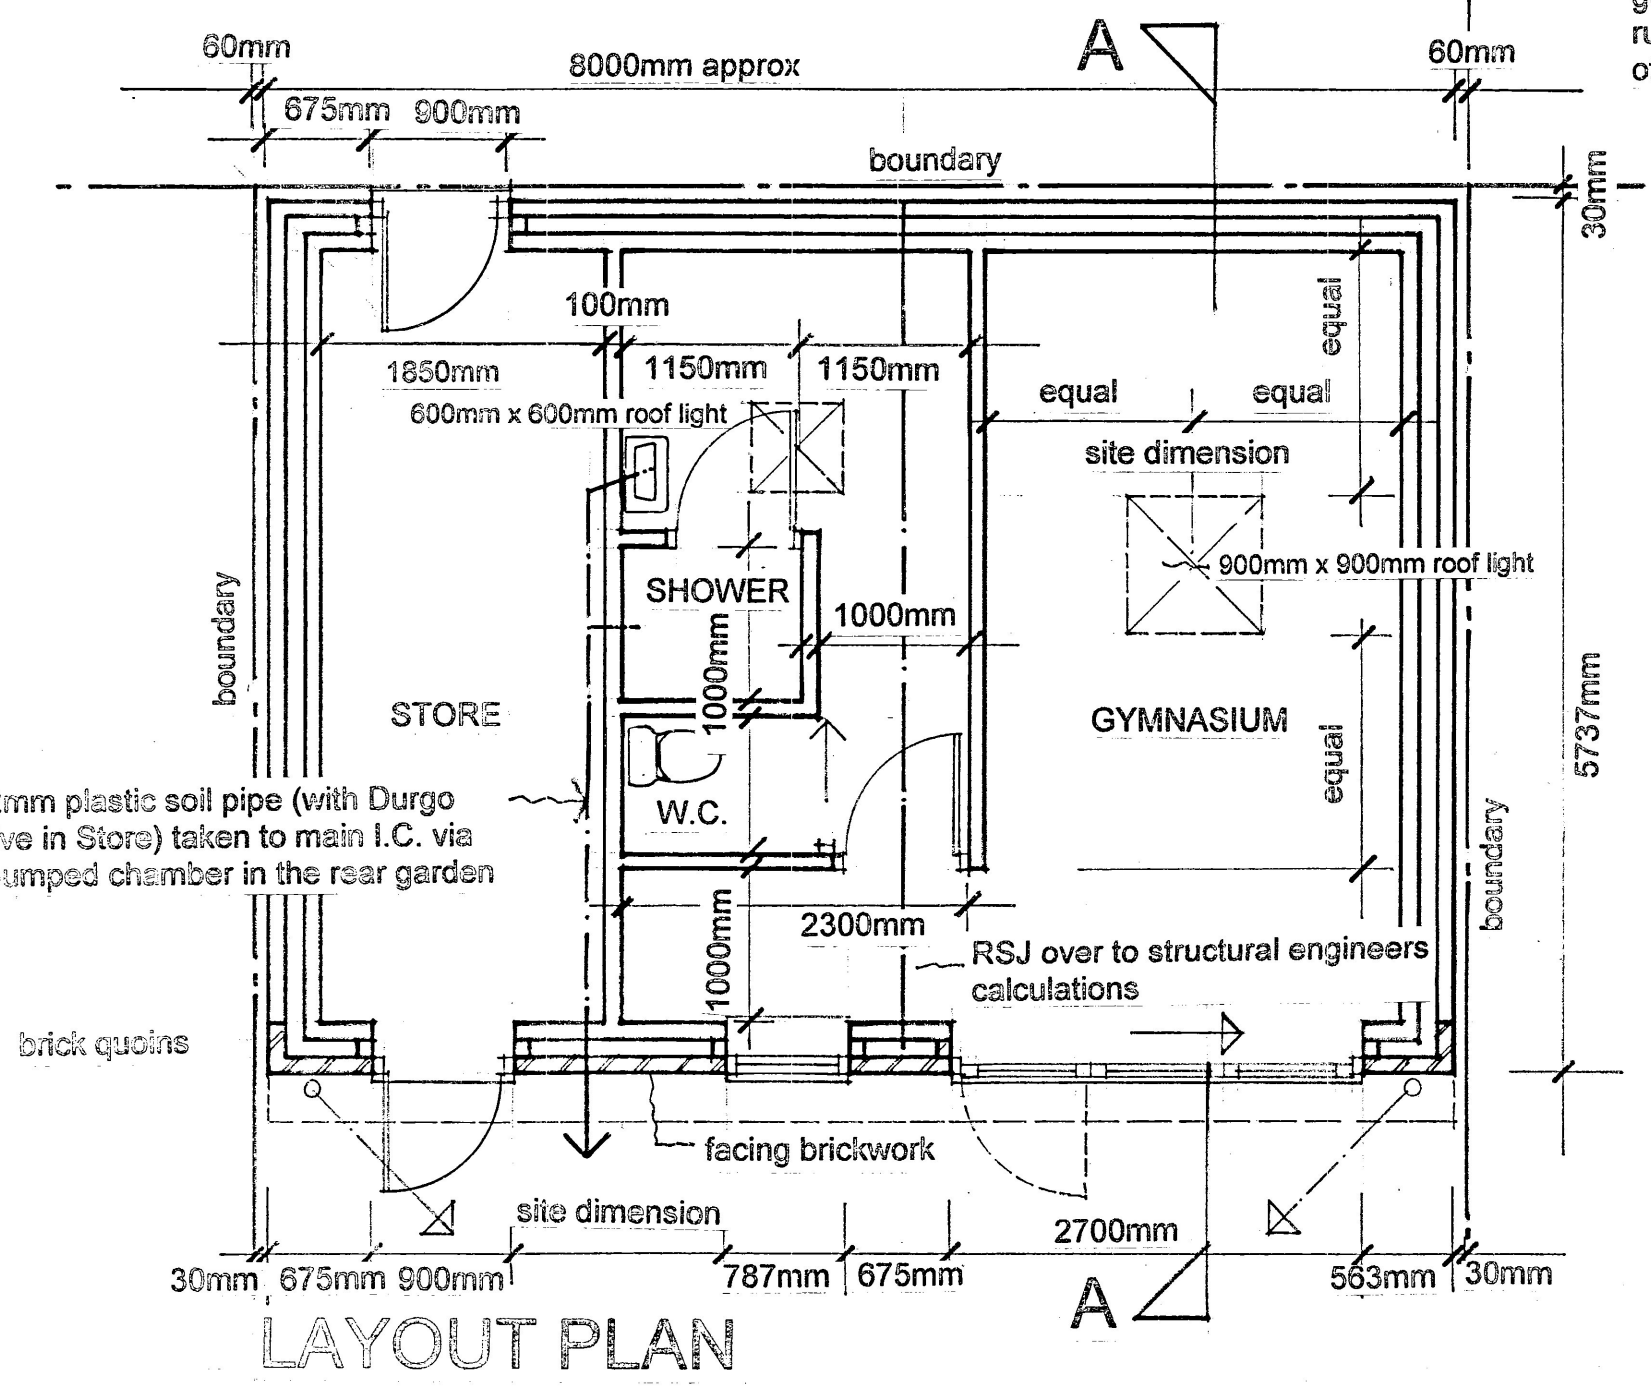 60mm
8000mm approx
A
60mm
675mm
900mm
boundary
30mm
100mm
1850mm
1150mm
1150mm
equal
600mm x 600mm roof light
equal
equal
site dimension
900mm x 900mm roof light
SHOWER
1000mm
1000mm
boundary
STORE
GYMNASIUM
5737mm
equal
W.C.
mm plastic soil pipe (with Durgo
ve in Store) taken to main I.C. via
umped chamber in the rear garden
boundary
1000mm
2300mm
RSJ over to structural engineers
calculations
brick quoins
facing brickwork
site dimension
2700mm
30mm
675mm
900mm
787mm
675mm
563mm
30mm
A
LAYOUT PLAN